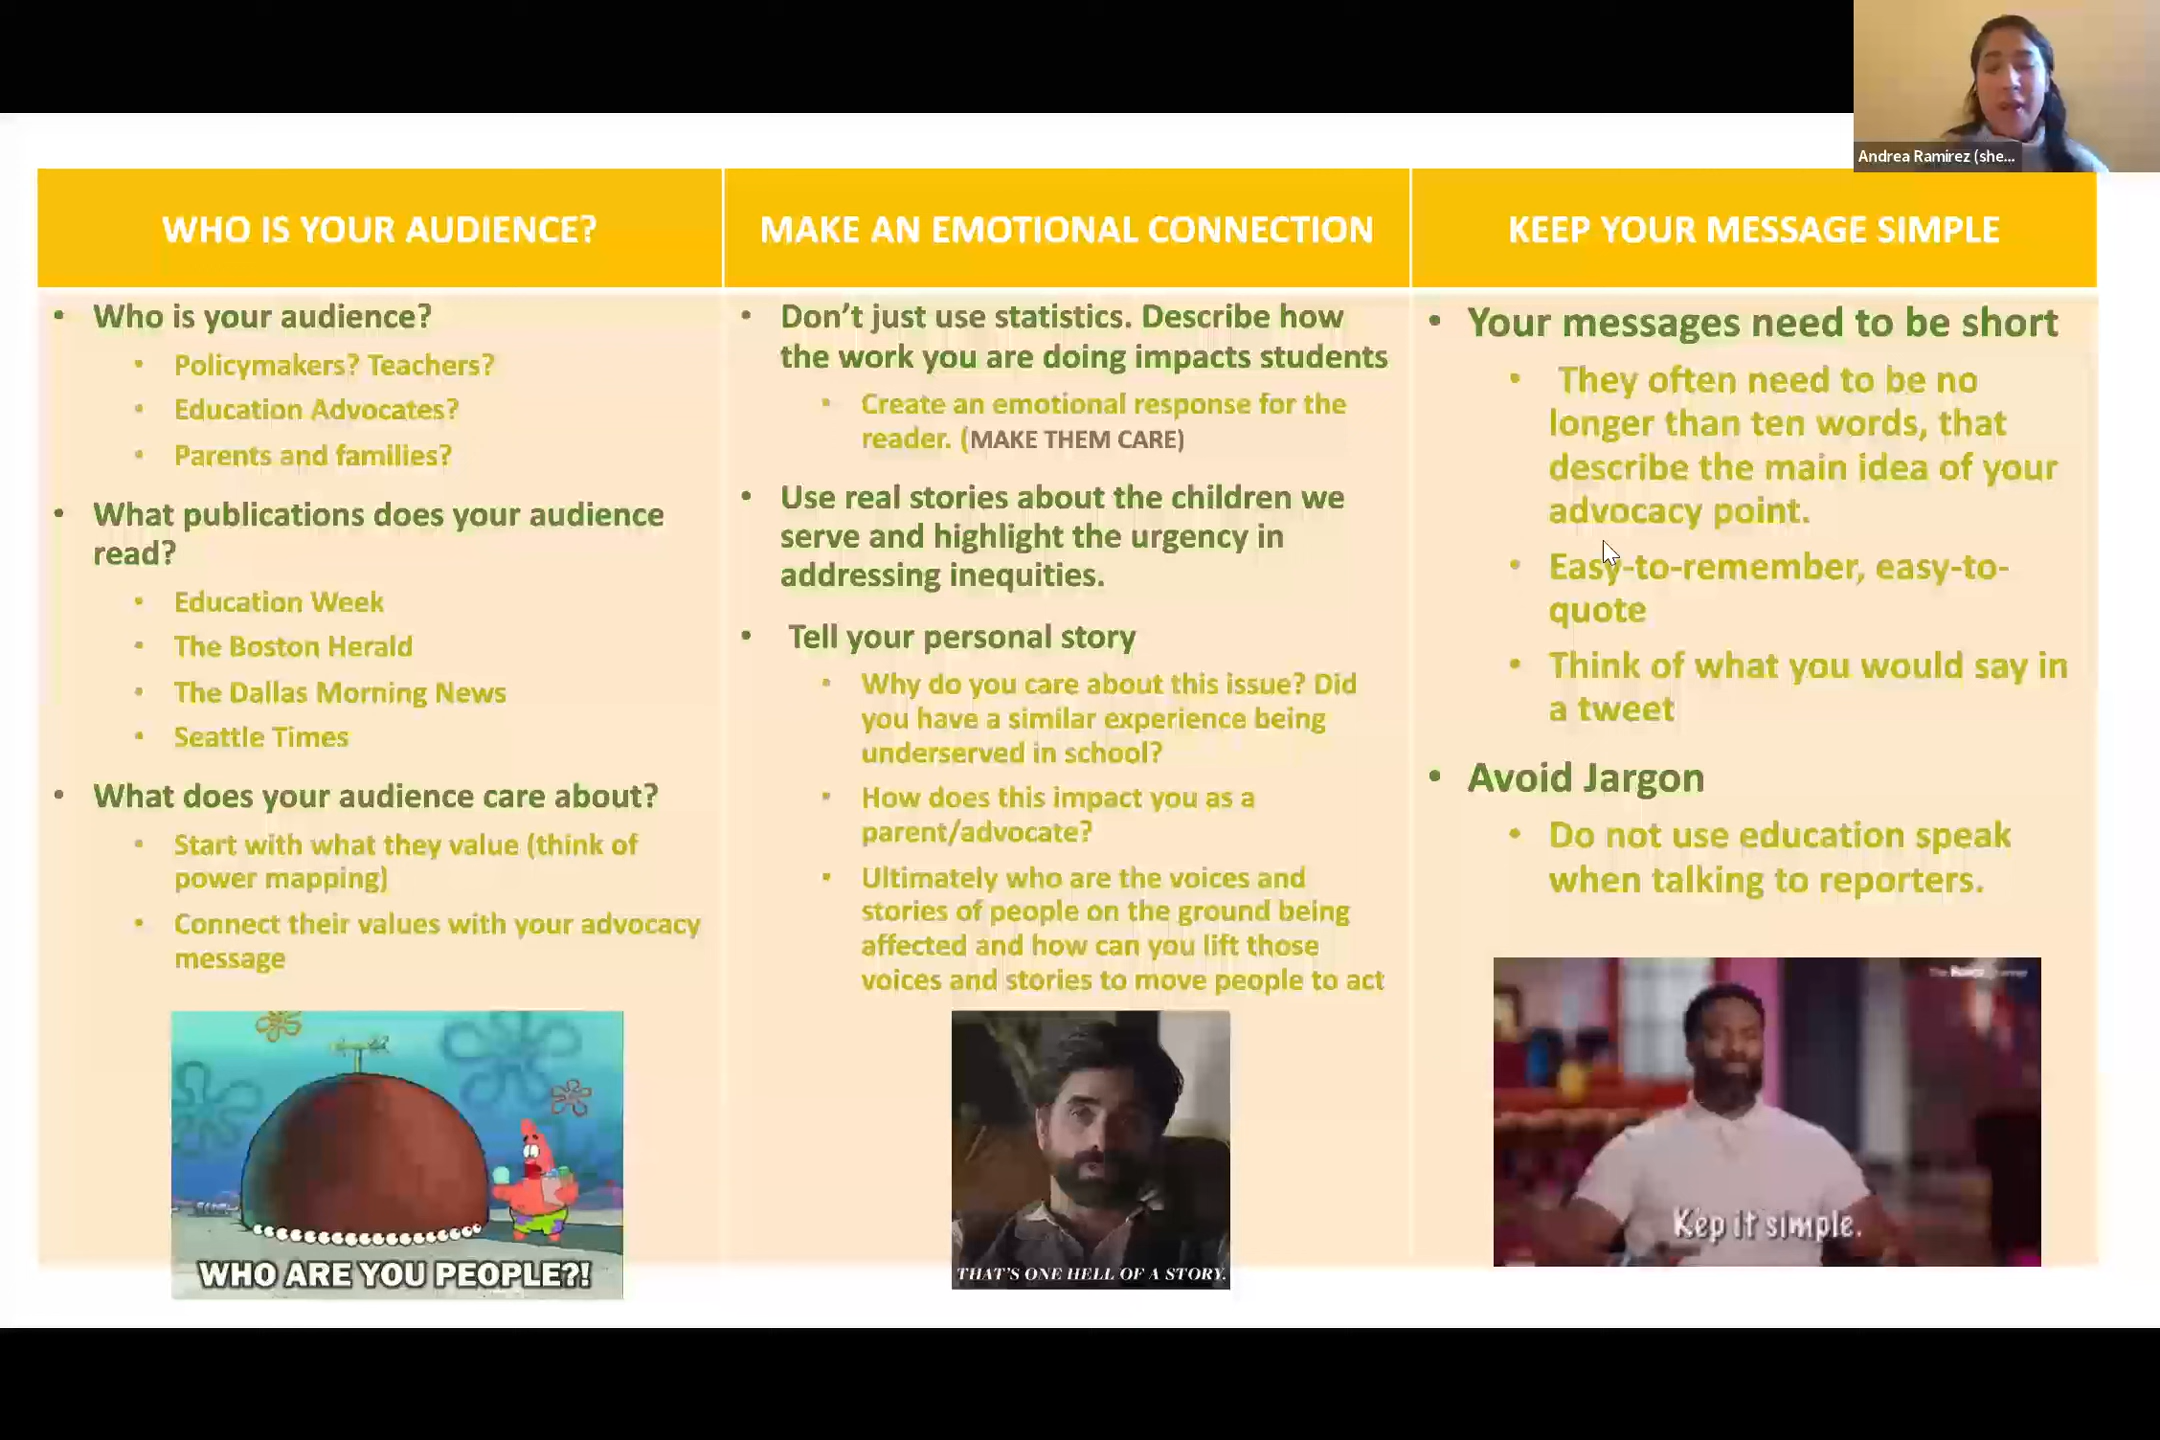 Andrea Ramirez (she...
WHO IS YOUR AUDIENCE?
• Who is your audience?
• Policymakers? Teachers?
• Education Advocates?
• Parents and families?
• What publications does your audience
read?
• Education Week
• The Boston Herald
• The Dallas Morning News
• Seattle Times
• What does your audience care about?
• Start with what they value (think of
power mapping)
• Connect their values with your advocacy
message
WHO ARE YOU PEOPLE?!
MAKE AN EMOTIONAL CONNECTION
• Don't just use statistics. Describe how
the work you are doing impacts students
• Create an emotional response for the
reader. (MAKE THEM CARE)
• Use real stories about the children we
serve and highlight the urgency in
addressing inequities.
• Tell your personal story
• Why do you care about this issue? Did
you have a similar experience being
underserved in school?
• How does this impact you as a
parent/advocate?
• Ultimately who are the voices and
stories of people on the ground being
affected and how can you lift those
voices and stories to move people to act
THAT'S ONE HELL OF A STORY.
KEEP YOUR MESSAGE SIMPLE
• Your messages need to be short
• They often need to be no
longer than ten words, that
describe the main idea of your
advocacy point.
• Easy-to-remember, easy-to-
quote
• Think of what you would say in
a tweet
• Avoid Jargon
• Do not use education speak
when talking to reporters.
Kep it simple.